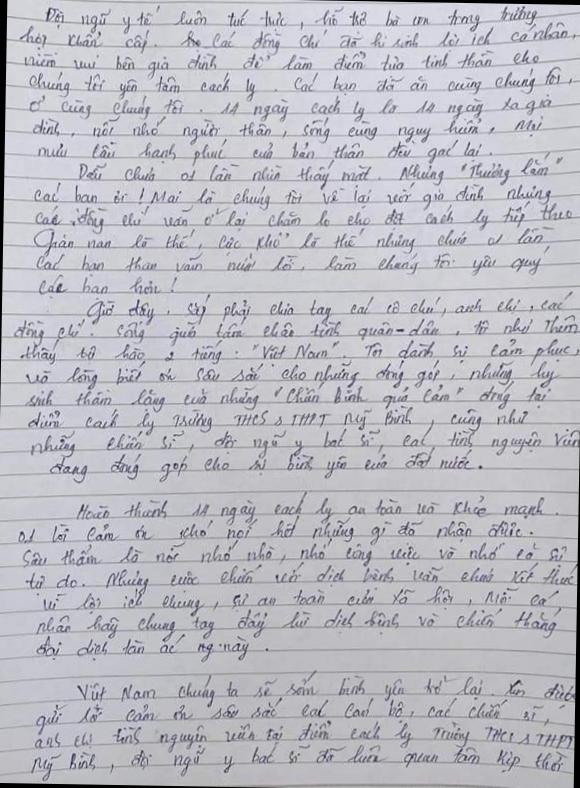 Đội ngũ y tế luôn túc trực, hỗ trợ bà con trong trường
hợp khẩn cấp. Các đồng chí đã hi sinh lợi ích cá nhân,
niềm vui bên gia đình để làm điểm tựa tinh thần cho
chúng tôi yên tâm cách ly. Các bạn đã ăn cùng chúng tôi,
ở cùng chúng tôi. 14 ngày cách ly là 14 ngày xa gia
đình, nỗi nhớ người thân, sống cùng nguy hiểm, mọi
mưu cầu hạnh phúc của bản thân đều gác lại.
Dẫu chưa 01 lần nhìn thấy mặt. Nhưng "Thương lắm"
các bạn ơi! Mai là chúng tôi về lại với gia đình nhưng
các đồng chí vẫn ở lại chăm lo cho đợt cách ly tiếp theo
Gian nan là thế, cực khổ là thế nhưng chưa 01 lần
các bạn than vãn nửa lời, làm chúng tôi yêu quý
các bạn hơn!
Giờ đây, sắp phải chia tay các cô chú, anh chị, các
đồng chí, sống giữa tấm chân tình quân-dân, tôi như thêm
thấy tự hào 2 tiếng: "Việt Nam". Tôi dành sự cảm phục
và lòng biết ơn sâu sắc cho những đóng góp, những hy
sinh thầm lặng của những "Chiến Binh quả cảm" đóng tại
điểm cách ly Trường THCS & THPT Mỹ Bình, cũng như
những chiến sĩ, đội ngũ y bác sĩ, các tình nguyện viên
đang đóng góp cho sự bình yên của đất nước.
Hoàn thành 14 ngày cách ly an toàn và khỏe mạnh.
01 lời cảm ơn khó nói hết những gì đã nhận được.
Sâu thẳm là nỗi nhớ nhà, nhớ công việc và nhớ cả sự
tự do. Nhưng cuộc chiến với dịch bệnh vẫn chưa kết thúc
vì lợi ích chung, sự an toàn của xã hội, mỗi cá
nhân hãy chung tay đẩy lùi dịch bệnh và chiến thắng
đại dịch tàn ác này.
Việt Nam chúng ta sẽ sớm bình yên trở lại. Xin được
gửi lời cảm ơn sâu sắc các cán bộ, các chiến sĩ,
anh chị tình nguyện viên tại điểm cách ly Trường THCS & THPT
Mỹ Bình, đội ngũ y bác sĩ đã luôn quan tâm kịp thời